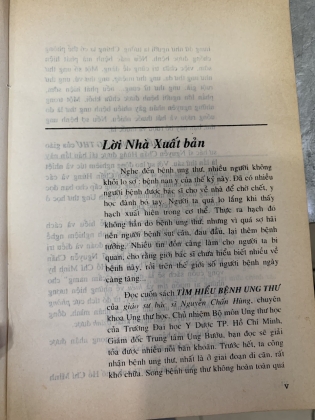 Lời Nhà Xuất bản
Nghe đến bệnh ung thư, nhiều người không
khỏi lo sợ : bệnh nan y của thế kỷ này. Đã có nhiều
người bệnh được bác sĩ cho về nhà để chờ chết, y
học đành bó tay. Người ta quá lo lắng khi thấy
hạch xuất hiện trong cơ thể. Thực ra hạch đó
không hẳn do bệnh ung thư, nhưng vì quá sợ hãi
nên người bệnh suy cân, đau đầu, lại thêm bệnh
tưởng. Nhiều tin đồn càng làm cho người ta bi
quan, cho rằng giới bác sĩ chưa hiểu biết nhiều về
bệnh này, rồi trên thế giới số người bệnh ngày
càng tăng.
Đọc cuốn sách TÌM HIỂU BỆNH UNG THƯ
của giáo sư bác sĩ Nguyễn Chấn Hùng, chuyên
khoa Ung thư học. Chủ nhiệm Bộ môn Ung thư học
của Trường Đại học Y Dược TP. Hồ Chí Minh,
Giám đốc Trung tâm Ung bướu, bạn đọc sẽ giải
tỏa được nhiều nỗi băn khoăn. Trước hết, ta công
nhận bệnh ung thư, nhất là ở giai đoạn di căn, rất
khó chữa. Song bệnh ung thư không hoàn toàn quá
V